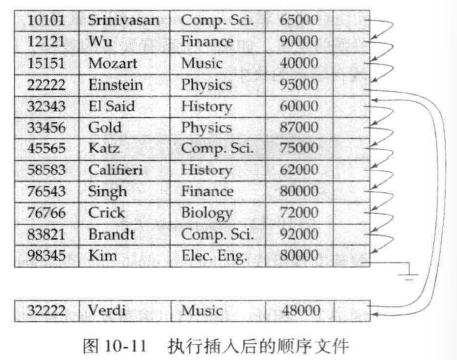 10101 Srinivasan Comp. Sci. 65000
12121 Wu Finance 90000
15151 Mozart Music 40000
22222 Einstein Physics 95000
32343 El Said History 60000
33456 Gold Physics 87000
45565 Katz Comp. Sci. 75000
58583 Califieri History 62000
76543 Singh Finance 80000
76766 Crick Biology 72000
83821 Brandt Comp. Sci. 92000
98345 Kim Elec. Eng. 80000
32222 Verdi Music 48000
图 10-11 执行插入后的顺序文件